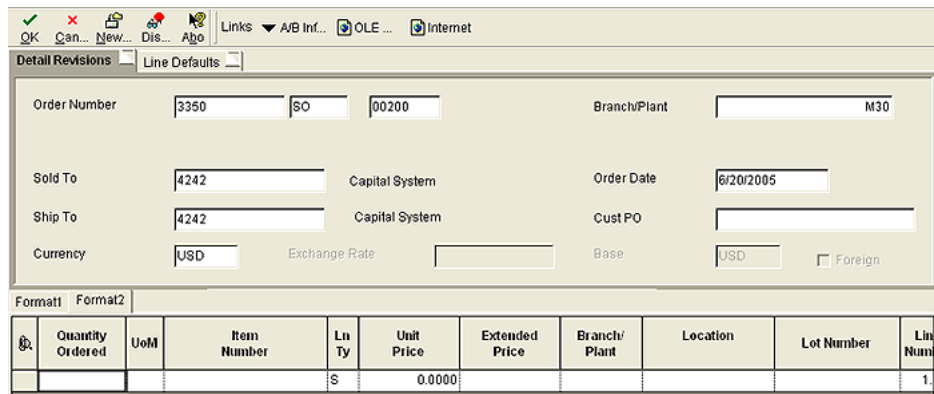 OK Can... New... Dis... Abo Links A/B Inf... OLE ... Internet
Detail Revisions Line Defaults
Order Number 3350 SO 00200 Branch/Plant M30
Sold To 4242 Capital System Order Date 6/20/2005
Ship To 4242 Capital System Cust PO
Currency USD Exchange Rate Base USD Foreign
Format1 Format2
Quantity Ordered UoM Item Number Ln Ty Unit Price Extended Price Branch/ Plant Location Lot Number Lin Num
S 0.0000 1.